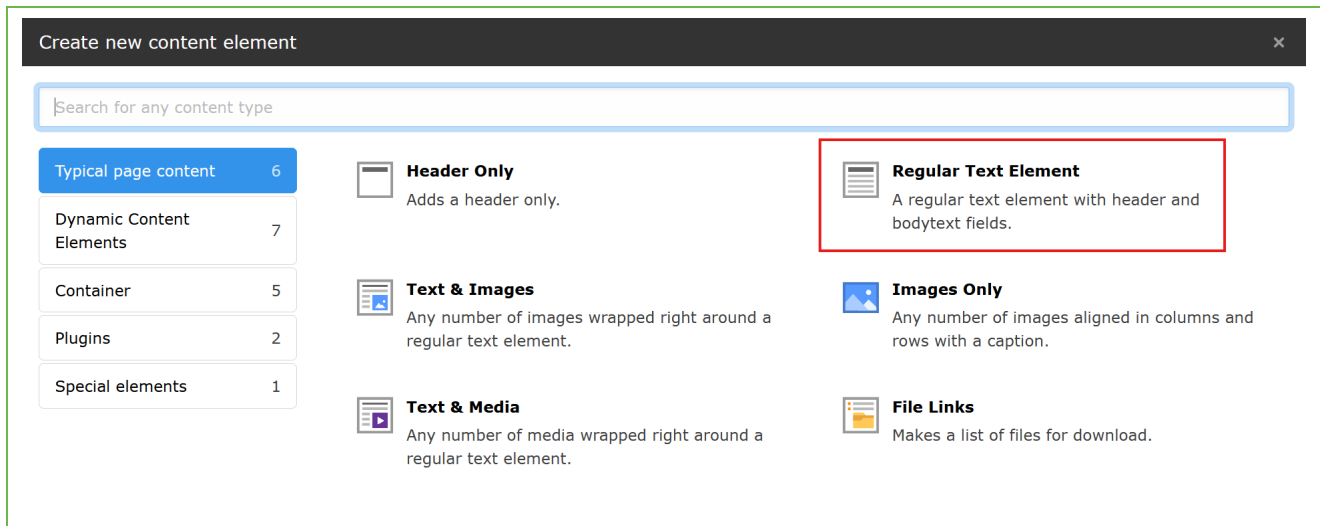 Create new content element
×
Search for any content type
Typical page content 6
Dynamic Content
Elements
7
Container 5
Plugins 2
Special elements 1
Header Only
Adds a header only.
Regular Text Element
A regular text element with header and
bodytext fields.
Text & Images
Any number of images wrapped right around a
regular text element.
Images Only
Any number of images aligned in columns and
rows with a caption.
Text & Media
Any number of media wrapped right around a
regular text element.
File Links
Makes a list of files for download.